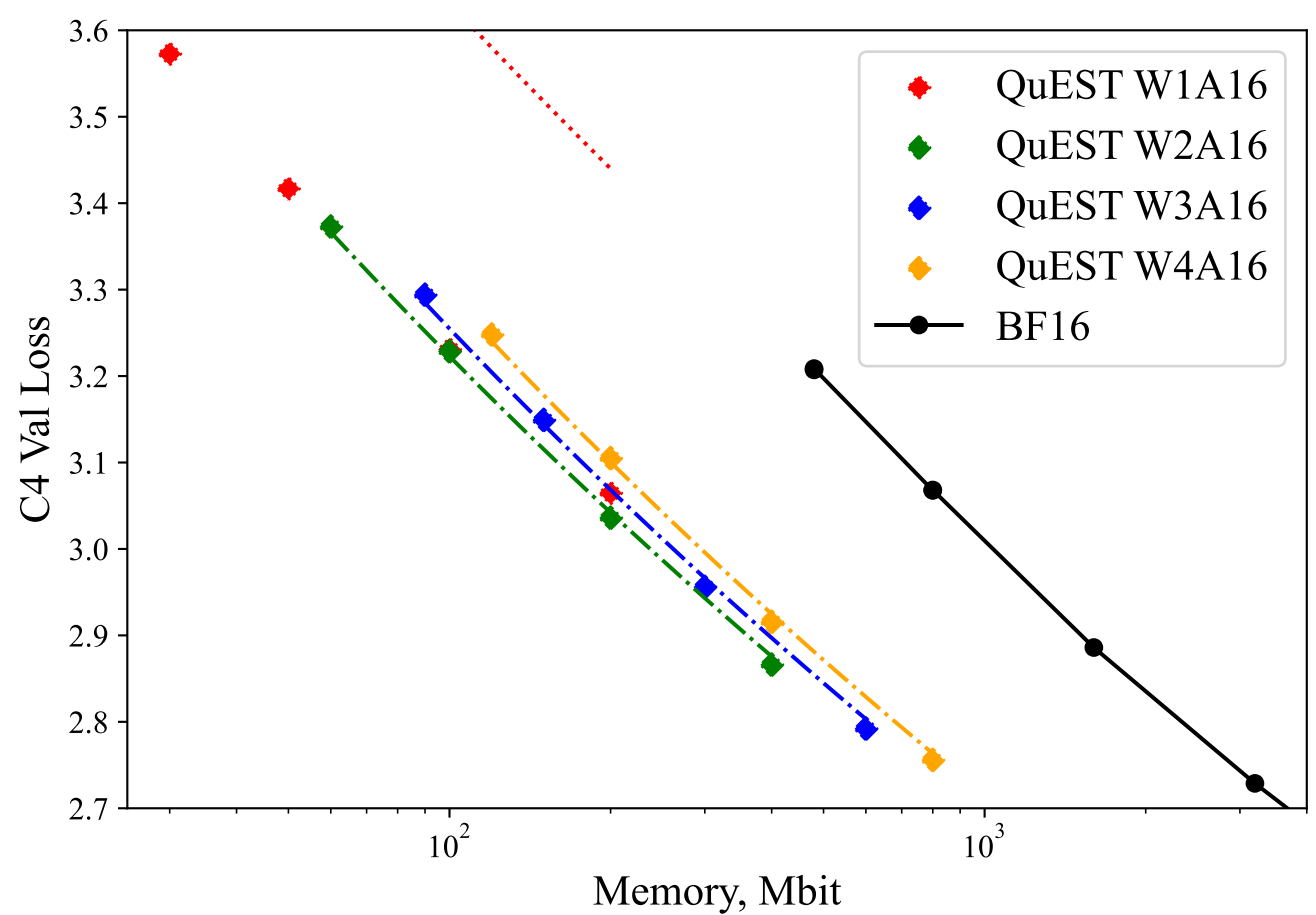 3.6
3.5
3.4
3.3
3.2
3.1
3.0
2.9
2.8
2.7
C4 Val Loss
10²
10³
Memory, Mbit
QuEST W1A16
QuEST W2A16
QuEST W3A16
QuEST W4A16
BF16